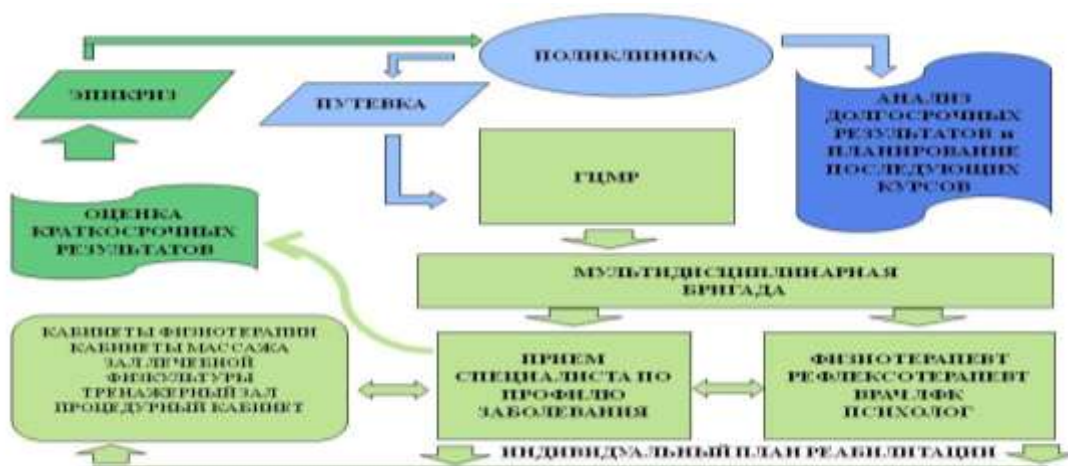 ПОЛИКЛИНИКА
ЭПИКРИЗ
ПУТЕВКА
АНАЛИЗ
ДОЛГОСРОЧНЫХ
РЕЗУЛЬТАТОВ и
ПЛАНИРОВАНИЕ
ПОСЛЕДУЮЩИХ
КУРСОВ
ГЦМР
ОЦЕНКА
КРАТКОСРОЧНЫХ
РЕЗУЛЬТАТОВ
МУЛЬТИДИСЦИПЛИНАРНАЯ
БРИГАДА
КАБИНЕТЫ ФИЗИОТЕРАПИИ
КАБИНЕТЫ МАССАЖА
ЗАЛ ЛЕЧЕБНОЙ
ФИЗКУЛЬТУРЫ
ТРЕНАЖЕРНЫЙ ЗАЛ
ПРОЦЕДУРНЫЙ КАБИНЕТ
ПРИЕМ
СПЕЦИАЛИСТА ПО
ПРОФИЛЮ
ЗАБОЛЕВАНИЯ
ФИЗИОТЕРАПЕВТ
РЕФЛЕКСОТЕРАПЕВТ
ВРАЧ ЛФК
ПСИХОЛОГ
ИНДИВИДУАЛЬНЫЙ ПЛАН РЕАБИЛИТАЦИИ